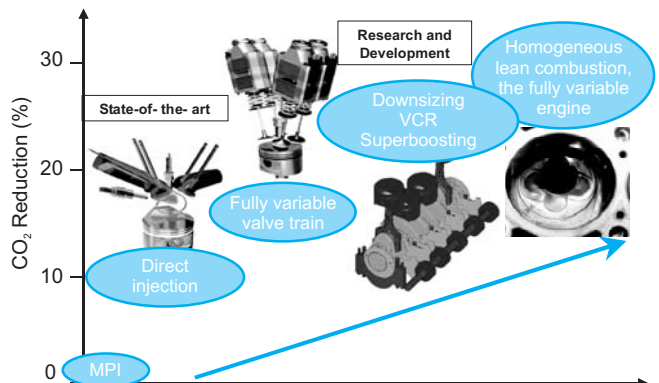 CO₂ Reduction (%)
30
20
10
0
State-of- the- art
Research and
Development
MPI
Direct
injection
Fully variable
valve train
Downsizing
VCR
Superboosting
Homogeneous
lean combustion,
the fully variable
engine